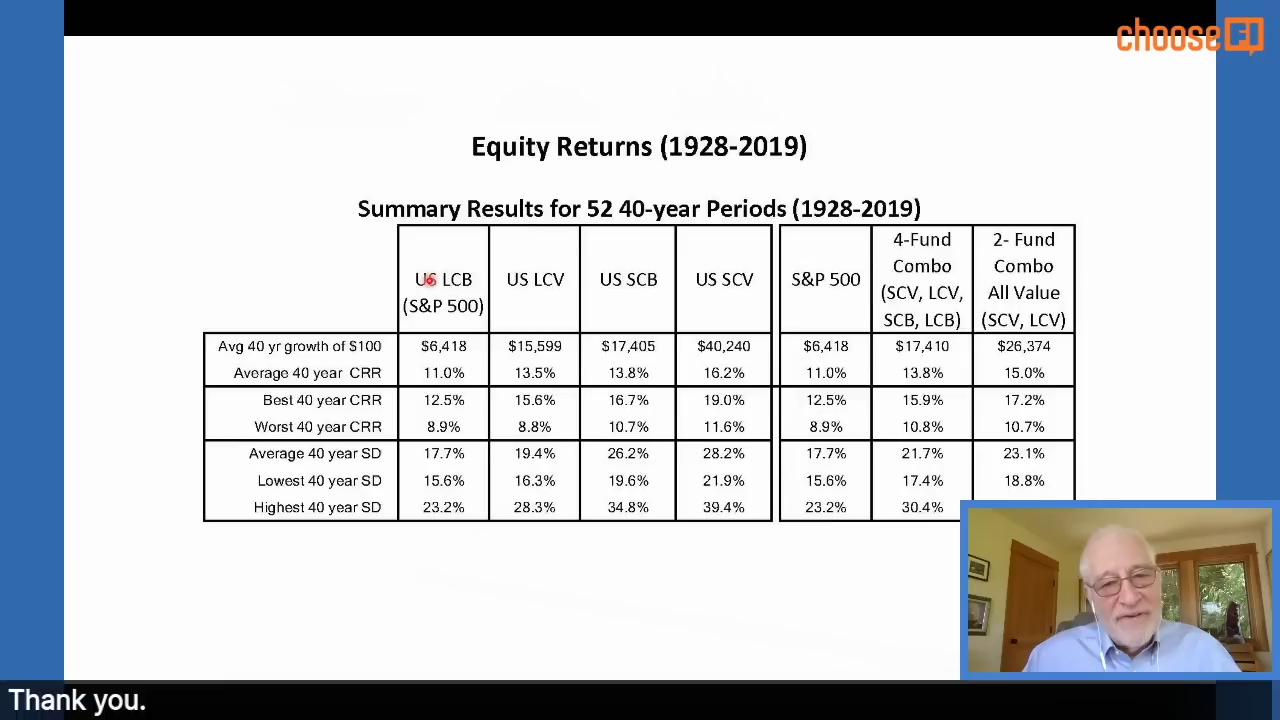 chooseFI
Equity Returns (1928-2019)
Summary Results for 52 40-year Periods (1928-2019)
US LCB
(S&P 500)
US LCV
US SCB
US SCV
S&P 500
4-Fund
Combo
(SCV, LCV,
SCB, LCB)
2- Fund
Combo
All Value
(SCV, LCV)
Avg 40 yr growth of $100 $6,418 $15,599 $17,405 $40,240 $6,418 $17,410 $26,374
Average 40 year CRR 11.0% 13.5% 13.8% 16.2% 11.0% 13.8% 15.0%
Best 40 year CRR 12.5% 15.6% 16.7% 19.0% 12.5% 15.9% 17.2%
Worst 40 year CRR 8.9% 8.8% 10.7% 11.6% 8.9% 10.8% 10.7%
Average 40 year SD 17.7% 19.4% 26.2% 28.2% 17.7% 21.7% 23.1%
Lowest 40 year SD 15.6% 16.3% 19.6% 21.9% 15.6% 17.4% 18.8%
Highest 40 year SD 23.2% 28.3% 34.8% 39.4% 23.2% 30.4%
Thank you.